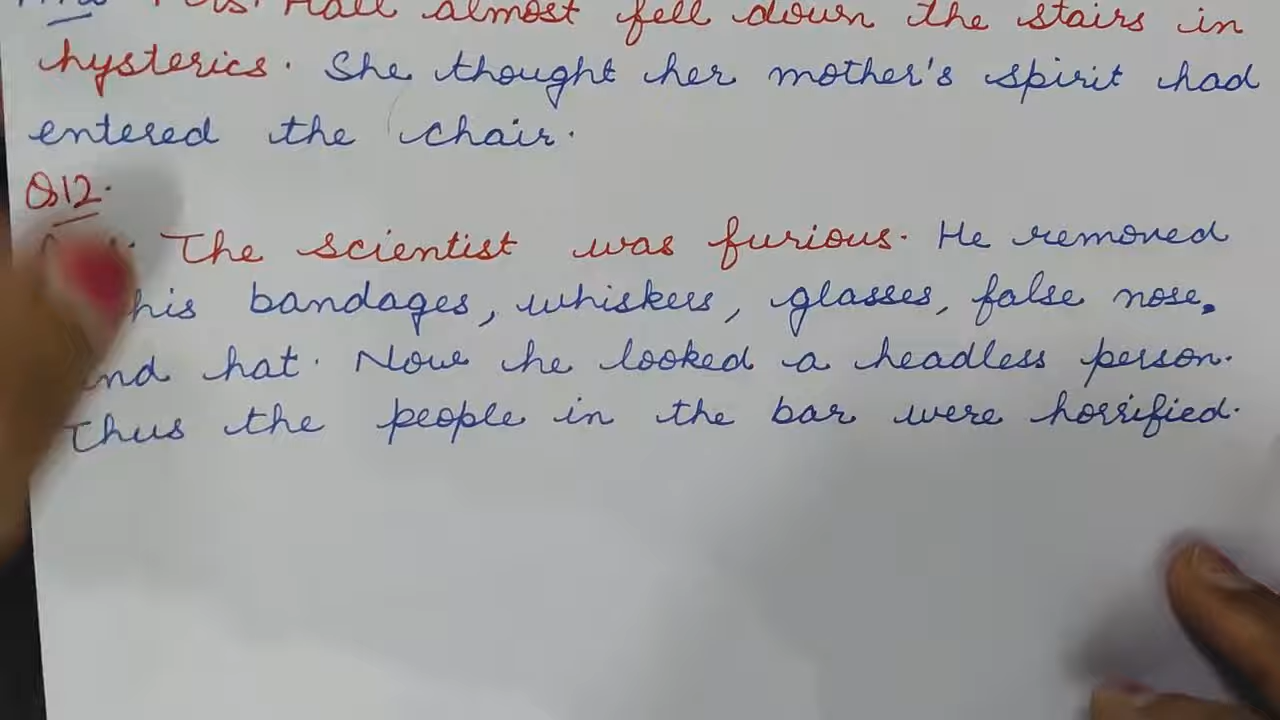 Hall almost fell down the stairs in
hysterics. She thought her mother's spirit had
entered the chair.
Q12.
The scientist was furious. He removed
his bandages, whiskers, glasses, false nose,
and hat. Now he looked a headless person.
Thus the people in the bar were horrified.